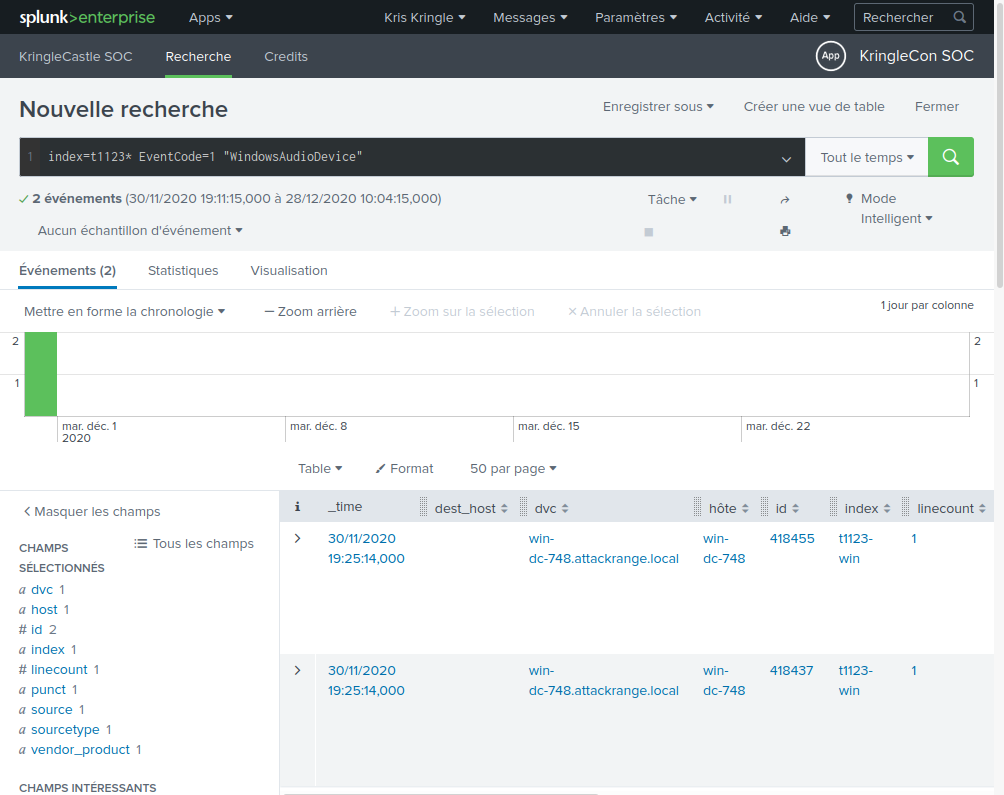 splunk>enterprise Apps Kris Kringle Messages Paramètres Activité Aide Rechercher
KringleCastle SOC Recherche Credits App KringleCon SOC
Nouvelle recherche Enregistrer sous Créer une vue de table Fermer
1 index=t1123* EventCode=1 "WindowsAudioDevice" Tout le temps
2 événements (30/11/2020 19:11:15,000 à 28/12/2020 10:04:15,000) Tâche Mode
Intelligent
Aucun échantillon d'événement
Événements (2) Statistiques Visualisation
Mettre en forme la chronologie — Zoom arrière + Zoom sur la sélection × Annuler la sélection 1 jour par colonne
2 2
1 1
mar. déc. 1 mar. déc. 8 mar. déc. 15 mar. déc. 22
2020
Table Format 50 par page
< Masquer les champs
Tous les champs
CHAMPS
SÉLECTIONNÉS
a dvc 1
a host 1
# id 2
a index 1
# linecount 1
a punct 1
a source 1
a sourcetype 1
a vendor_product 1
CHAMPS INTÉRESSANTS
i _time dest_host dvc hôte id index linecount
> 30/11/2020 win- win- 418455 t1123- 1
19:25:14,000 dc-748.attackrange.local dc-748 win
> 30/11/2020 win- win- 418437 t1123- 1
19:25:14,000 dc-748.attackrange.local dc-748 win